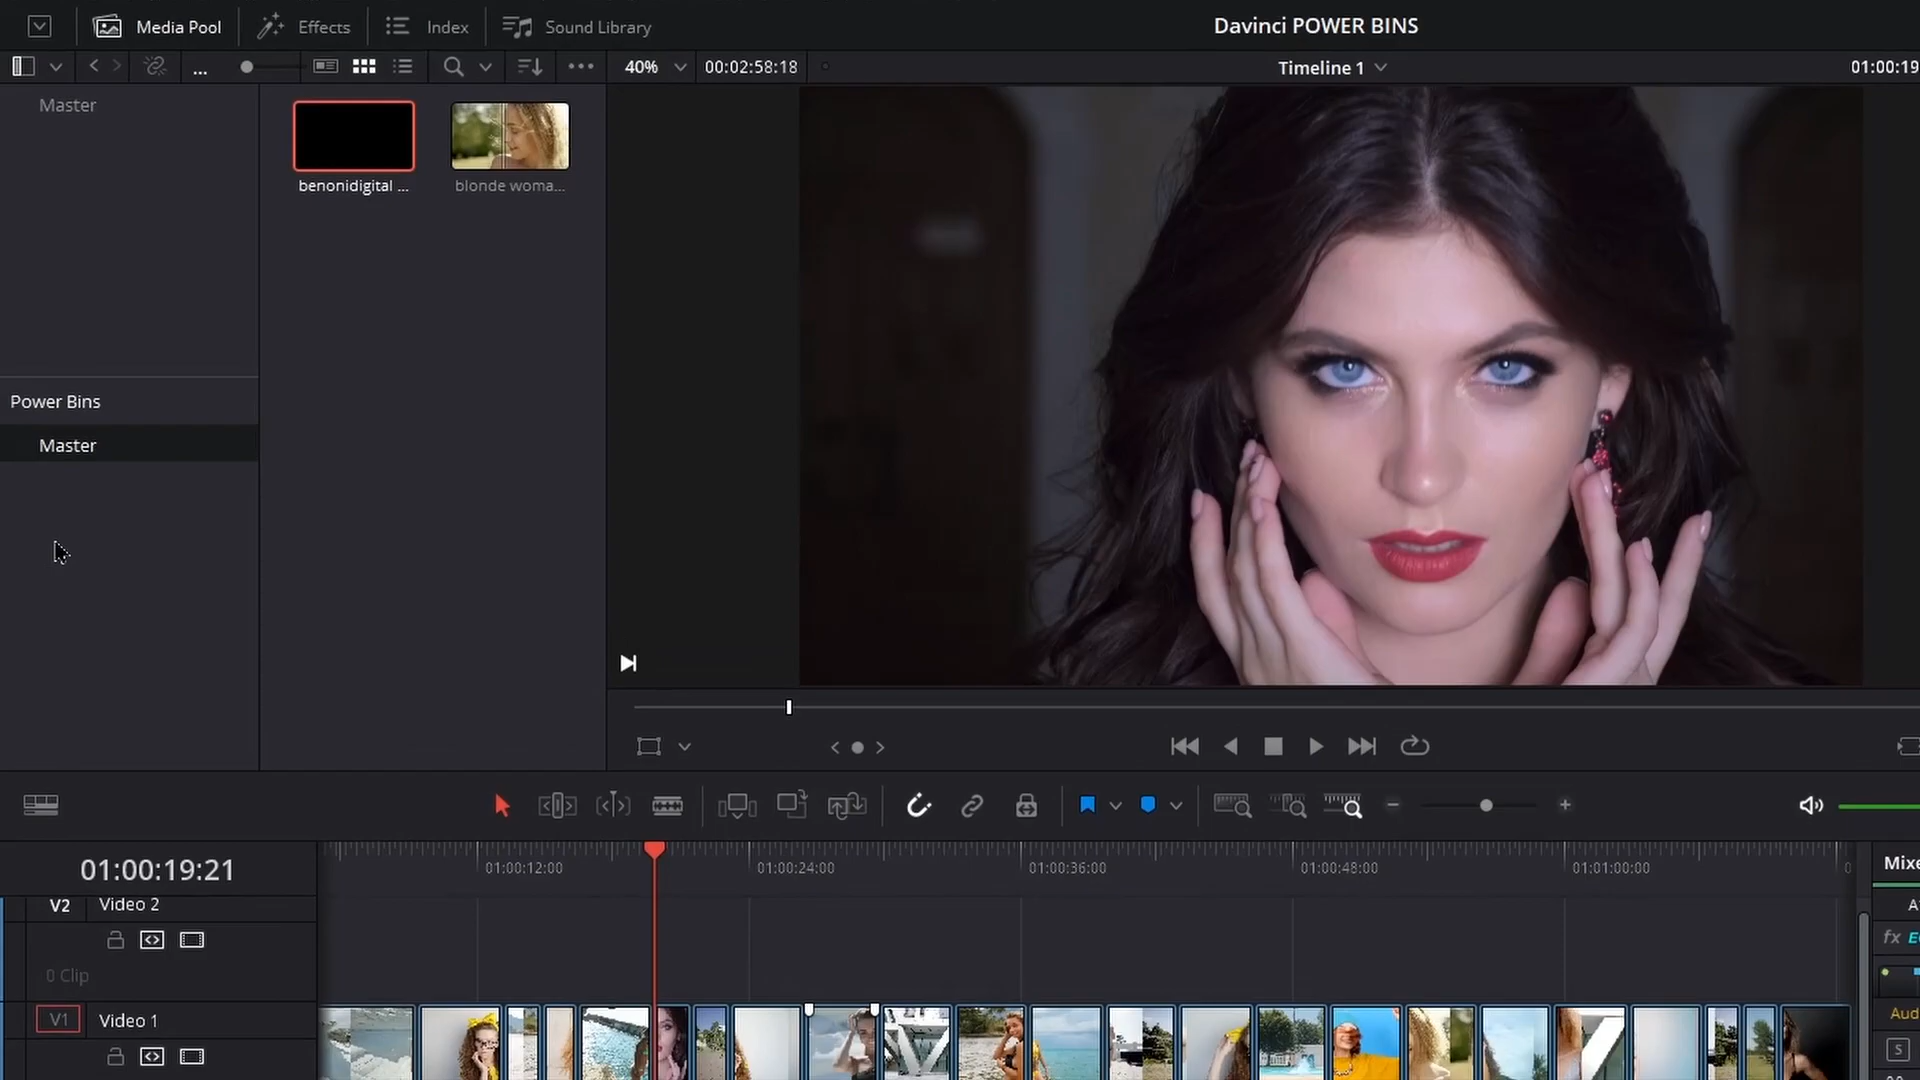 Media Pool
Effects
Index
Sound Library
Davinci POWER BINS
...
40%
00:02:58:18
Timeline 1
01:00:19
Master
benonidigital ...
blonde woma...
Power Bins
Master
01:00:19:21
01:00:12:00
01:00:24:00
01:00:36:00
01:00:48:00
01:01:00:00
0
Mixe
V2
Video 2
0 Clip
A
fx
E
V1
Video 1
Aud
S